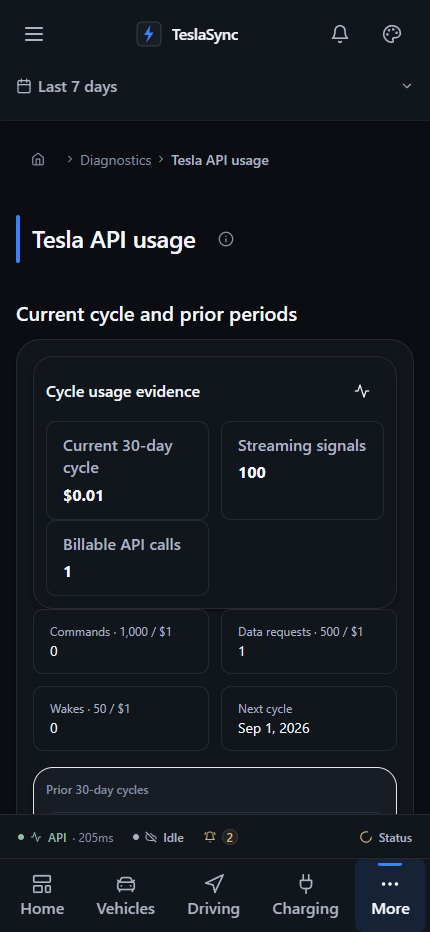 TeslaSync
Last 7 days
Diagnostics
Tesla API usage
Tesla API usage
Current cycle and prior periods
Cycle usage evidence
Current 30-day
cycle
$0.01
Streaming signals
100
Billable API calls
1
Commands · 1,000 / $1
0
Data requests · 500 / $1
1
Wakes · 50 / $1
0
Next cycle
Sep 1, 2026
Prior 30-day cycles
API · 205ms
Idle
2
Status
Home
Vehicles
Driving
Charging
More